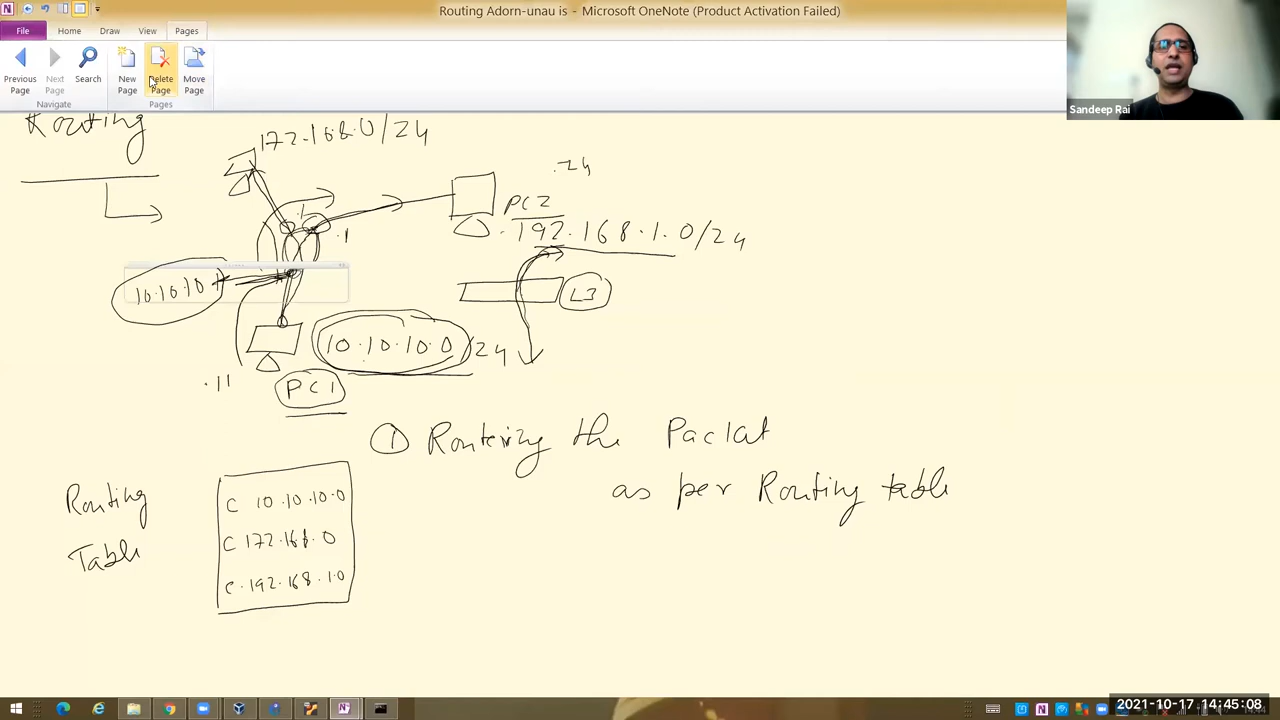 Routing Adorn-unau is - Microsoft OneNote (Product Activation Failed)
File Home Draw View Pages
Previous Page
Next Page
Search
New Page
Delete Page
Move Page
Navigate
Pages
Sandeep Rai
Routing
172.168.0/24
.24
PC2
.1
.1
192.168.1.0/24
10.10.10.1
L3
10.10.10.0/24
.11
PC1
① Routering the Packat
as per Routing table
Routing
Table
C 10.10.10.0
C 172.168.0
C.192.168.1.0
2021-10-17 14:45:08